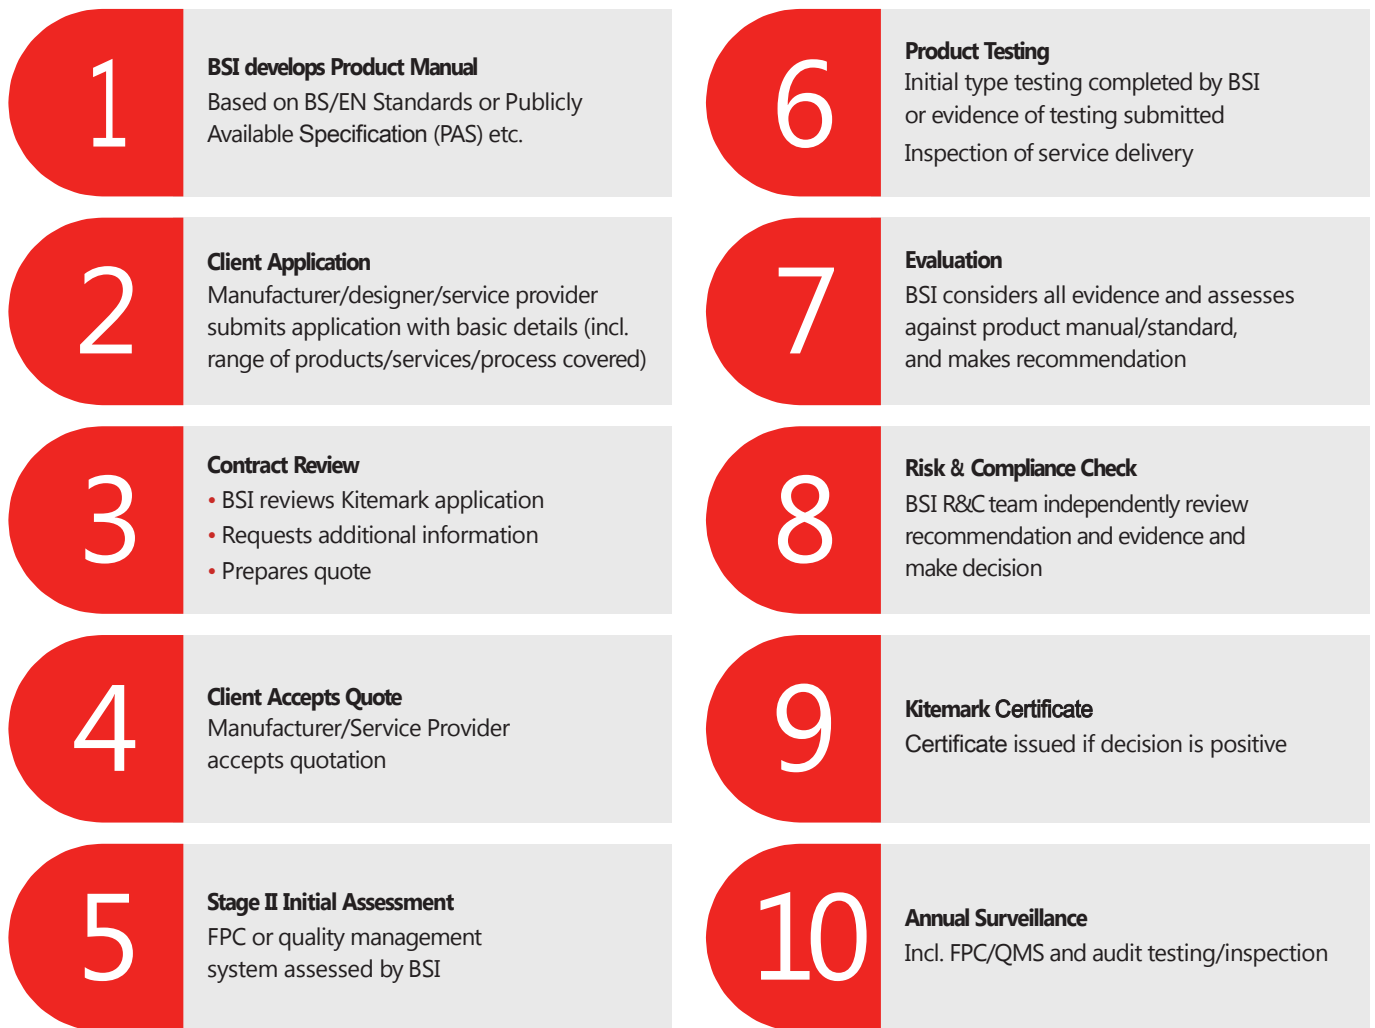 1
BSI develops Product Manual
Based on BS/EN Standards or Publicly
Available Specification (PAS) etc.
2
Client Application
Manufacturer/designer/service provider
submits application with basic details (incl.
range of products/services/process covered)
3
Contract Review
• BSI reviews Kitemark application
• Requests additional information
• Prepares quote
4
Client Accepts Quote
Manufacturer/Service Provider
accepts quotation
5
Stage II Initial Assessment
FPC or quality management
system assessed by BSI
6
Product Testing
Initial type testing completed by BSI
or evidence of testing submitted
Inspection of service delivery
7
Evaluation
BSI considers all evidence and assesses
against product manual/standard,
and makes recommendation
8
Risk & Compliance Check
BSI R&C team independently review
recommendation and evidence and
make decision
9
Kitemark Certificate
Certificate issued if decision is positive
10
Annual Surveillance
Incl. FPC/QMS and audit testing/inspection